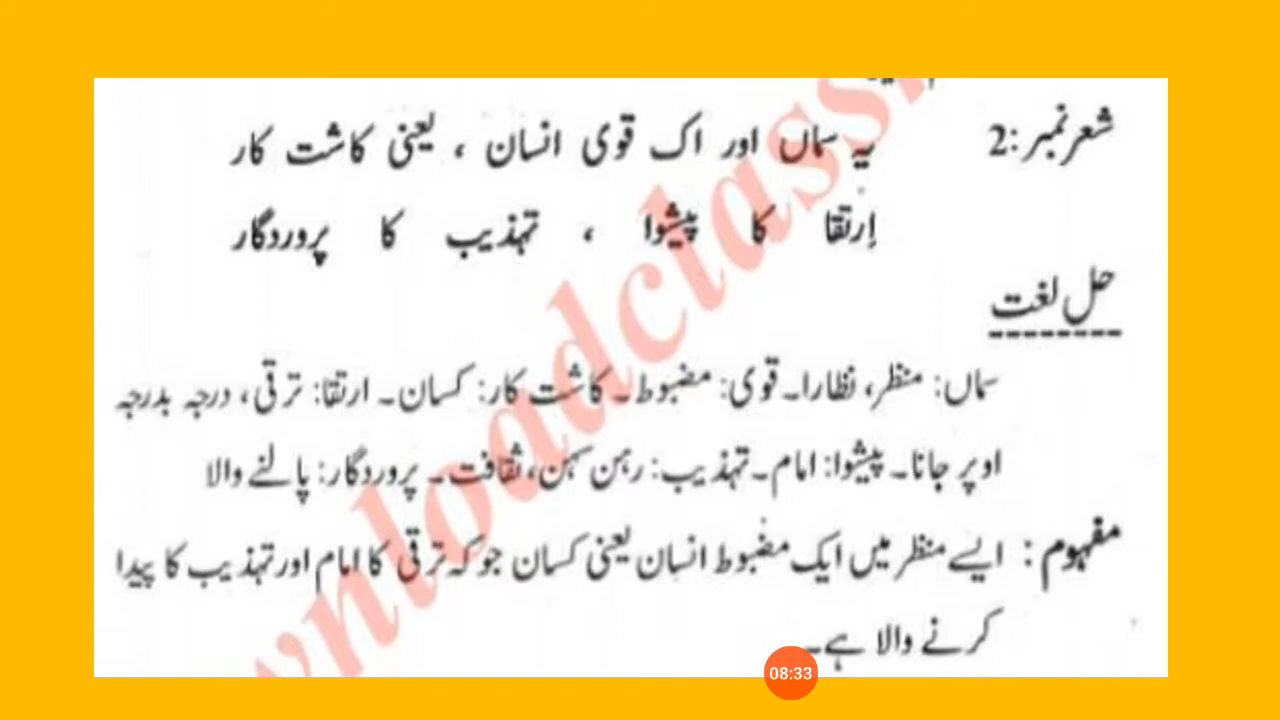 شعر نمبر 2: یہ سماں اور اک قوی انسان ، یعنی کاشت کار
اِرتقا کا پیشوا ، تہذیب کا پروردگار
حل لغت
سماں: منظر، نظارا۔ قوی: مضبوط۔ کاشت کار: کسان۔ ارتقا: ترقی، درجہ بدرجہ
اوپر جانا۔ پیشوا: امام۔ تہذیب: رہن سہن، ثقافت۔ پروردگار: پالنے والا
مفہوم : ایسے منظر میں ایک مضبوط انسان یعنی کسان جو کہ ترقی کا امام اور تہذیب کا پیدا
کرنے والا ہے۔
08:33